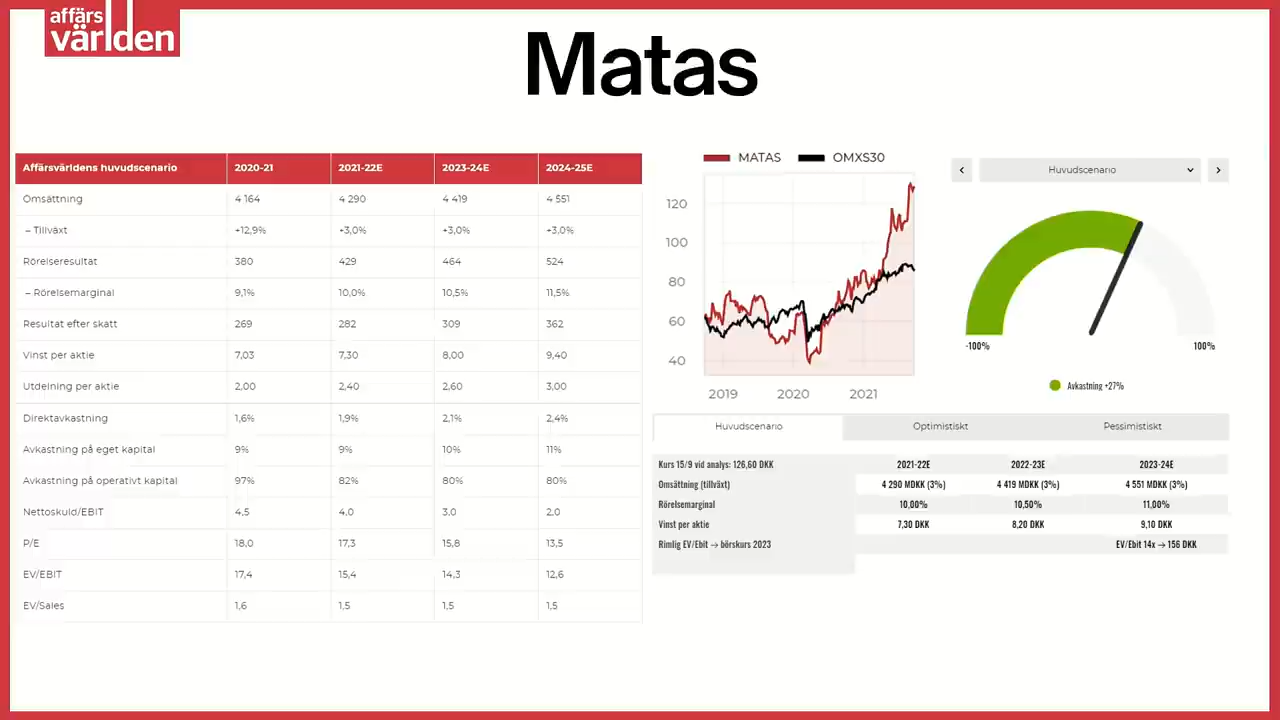 affärs
världen
Matas
Affärsvärldens huvudscenario 2020-21 2021-22E 2023-24E 2024-25E
Omsättning 4 164 4 290 4 419 4 551
– Tillväxt +12,9% +3,0% +3,0% +3,0%
Rörelseresultat 380 429 464 524
– Rörelsemarginal 9,1% 10,0% 10,5% 11,5%
Resultat efter skatt 269 282 309 362
Vinst per aktie 7,03 7,30 8,00 9,40
Utdelning per aktie 2,00 2,40 2,60 3,00
Direktavkastning 1,6% 1,9% 2,1% 2,4%
Avkastning på eget kapital 9% 9% 10% 11%
Avkastning på operativt kapital 97% 82% 80% 80%
Nettoskuld/EBIT 4,5 4,0 3,0 2,0
P/E 18,0 17,3 15,8 13,5
EV/EBIT 17,4 15,4 14,3 12,6
EV/Sales 1,6 1,5 1,5 1,5
MATAS OMXS30
120
100
80
60
40
2019 2020 2021
Huvudscenario
-100% 100%
Avkastning +27%
Huvudscenario Optimistiskt Pessimistiskt
Kurs 15/9 vid analys: 126,60 DKK 2021-22E 2022-23E 2023-24E
Omsättning (tillväxt) 4 290 MDKK (3%) 4 419 MDKK (3%) 4 551 MDKK (3%)
Rörelsemarginal 10,00% 10,50% 11,00%
Vinst per aktie 7,30 DKK 8,20 DKK 9,10 DKK
Rimlig EV/Ebit → börskurs 2023 EV/Ebit 14x → 156 DKK